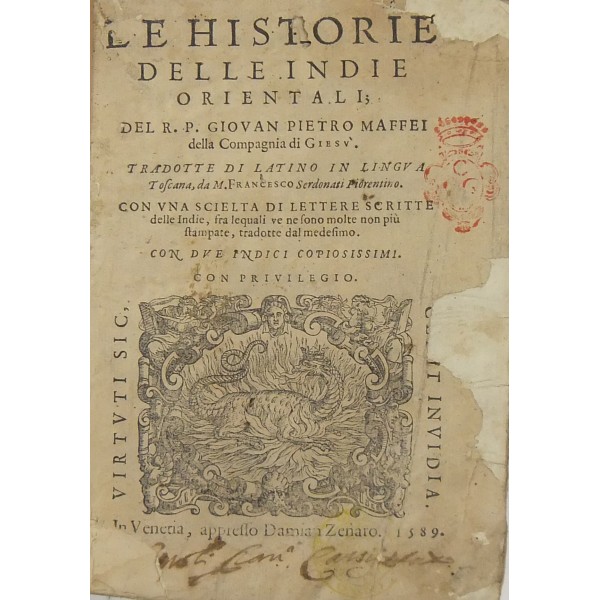 LE HISTORIE
DELLE INDIE
ORIENTALI;
DEL R. P. GIOVAN PIETRO MAFFEI
della Compagnia di GIESV'.
TRADOTTE DI LATINO IN LINGVA
Toscana, da M. FRANCESCO Serdonati Fiorentino.
CON VNA SCIELTA DI LETTERE SCRITTE
delle Indie, fra lequali ve ne sono molte non più
stampate, tradotte dal medesimo.
CON DVE INDICI COPIOSISSIMI.
CON PRIVILEGIO.
VIRTVTI SIC,
IT INVIDIA.
In Venetia, appresso Damian Zenaro. 1589.